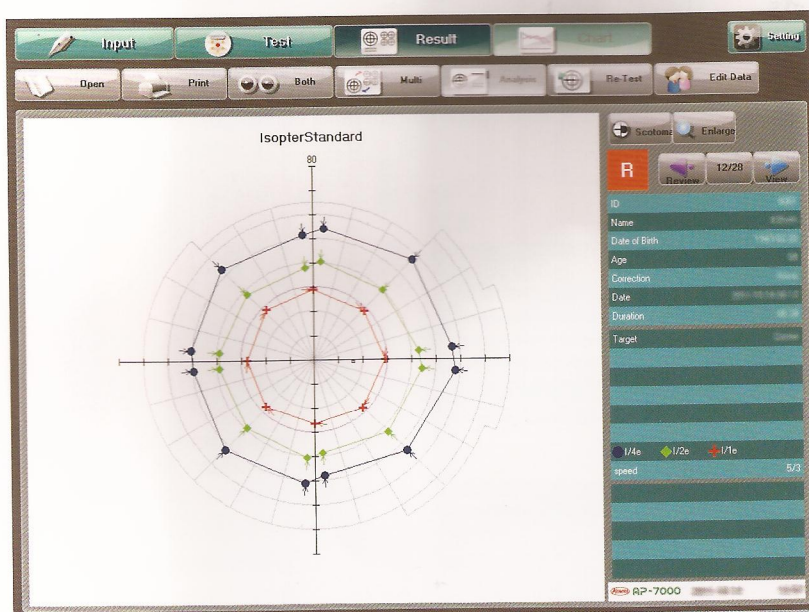 Input Test Result Chart Setting
Open Print Both Multi Analysis Re-Test Edit Data
IsopterStandard
80
Scotoma Enlarge
R Review 12/28 View
ID
Name
Date of Birth
Age
Correction
Date
Duration
Target
I/4e I/2e I/1e
speed 5/3
AP-7000